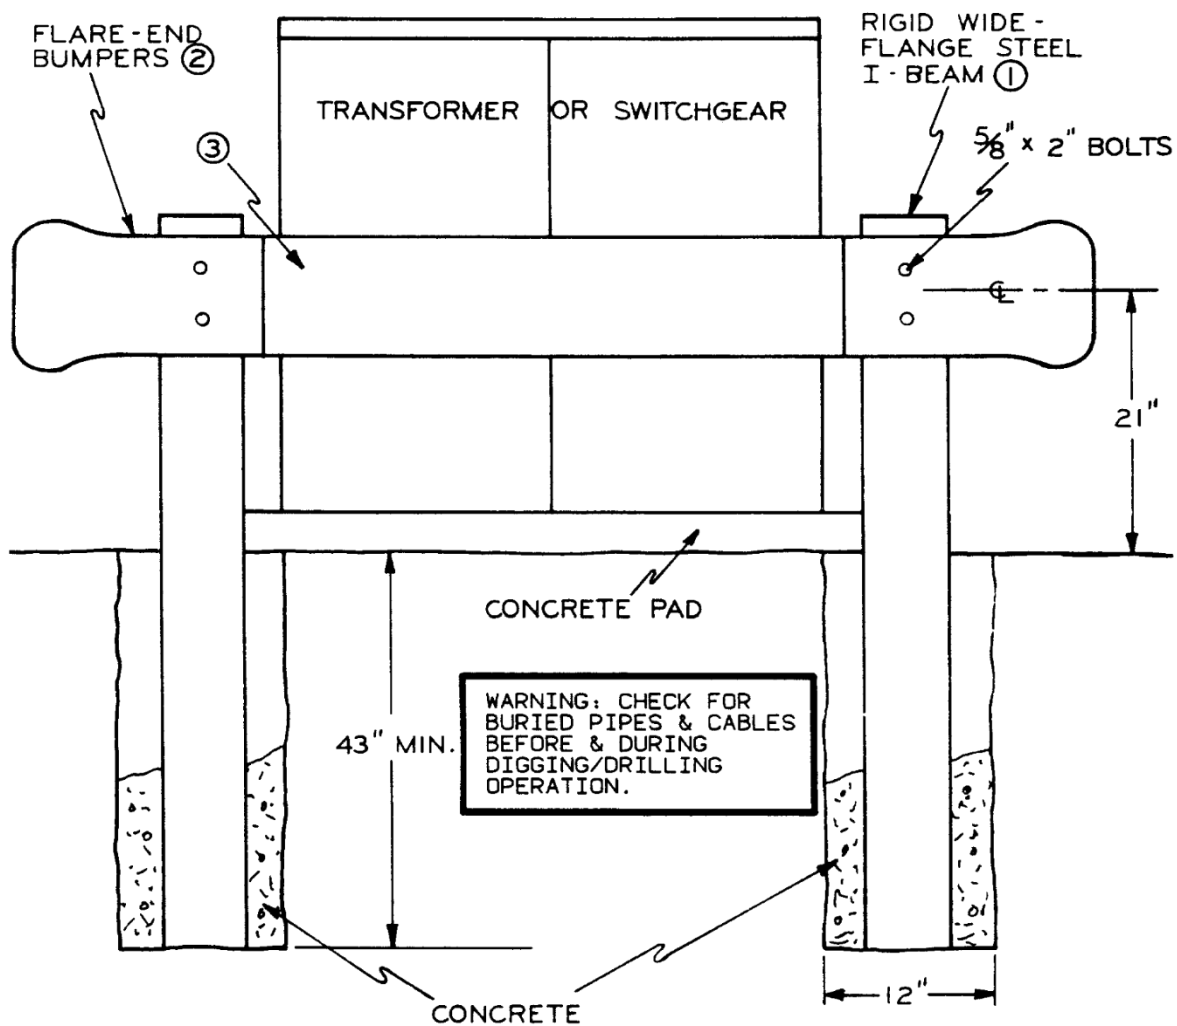 FLARE-END
BUMPERS ②
RIGID WIDE-
FLANGE STEEL
I-BEAM ①
TRANSFORMER OR SWITCHGEAR
5/8" x 2" BOLTS
③
℄
21"
CONCRETE PAD
43" MIN.
WARNING: CHECK FOR
BURIED PIPES & CABLES
BEFORE & DURING
DIGGING/DRILLING
OPERATION.
12"
CONCRETE